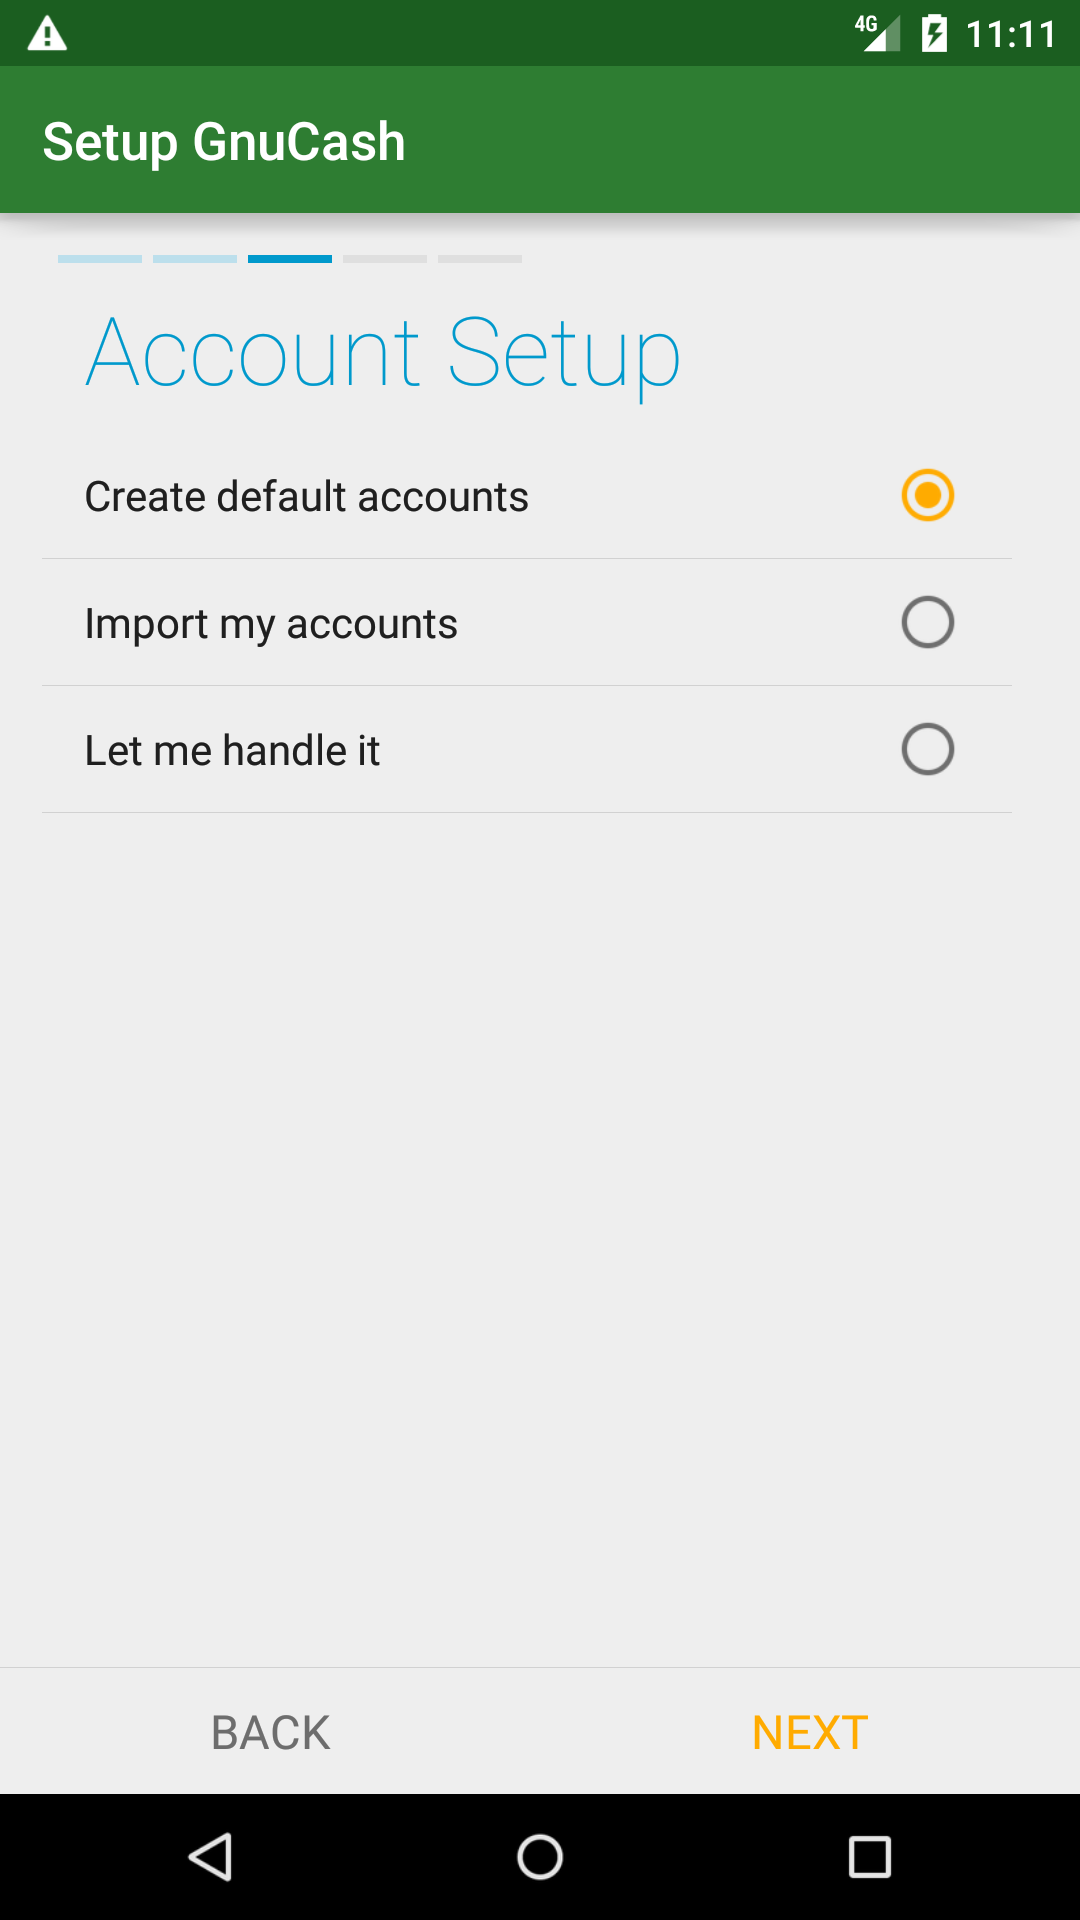 4G 11:11
Setup GnuCash
Account Setup
Create default accounts
Import my accounts
Let me handle it
BACK NEXT